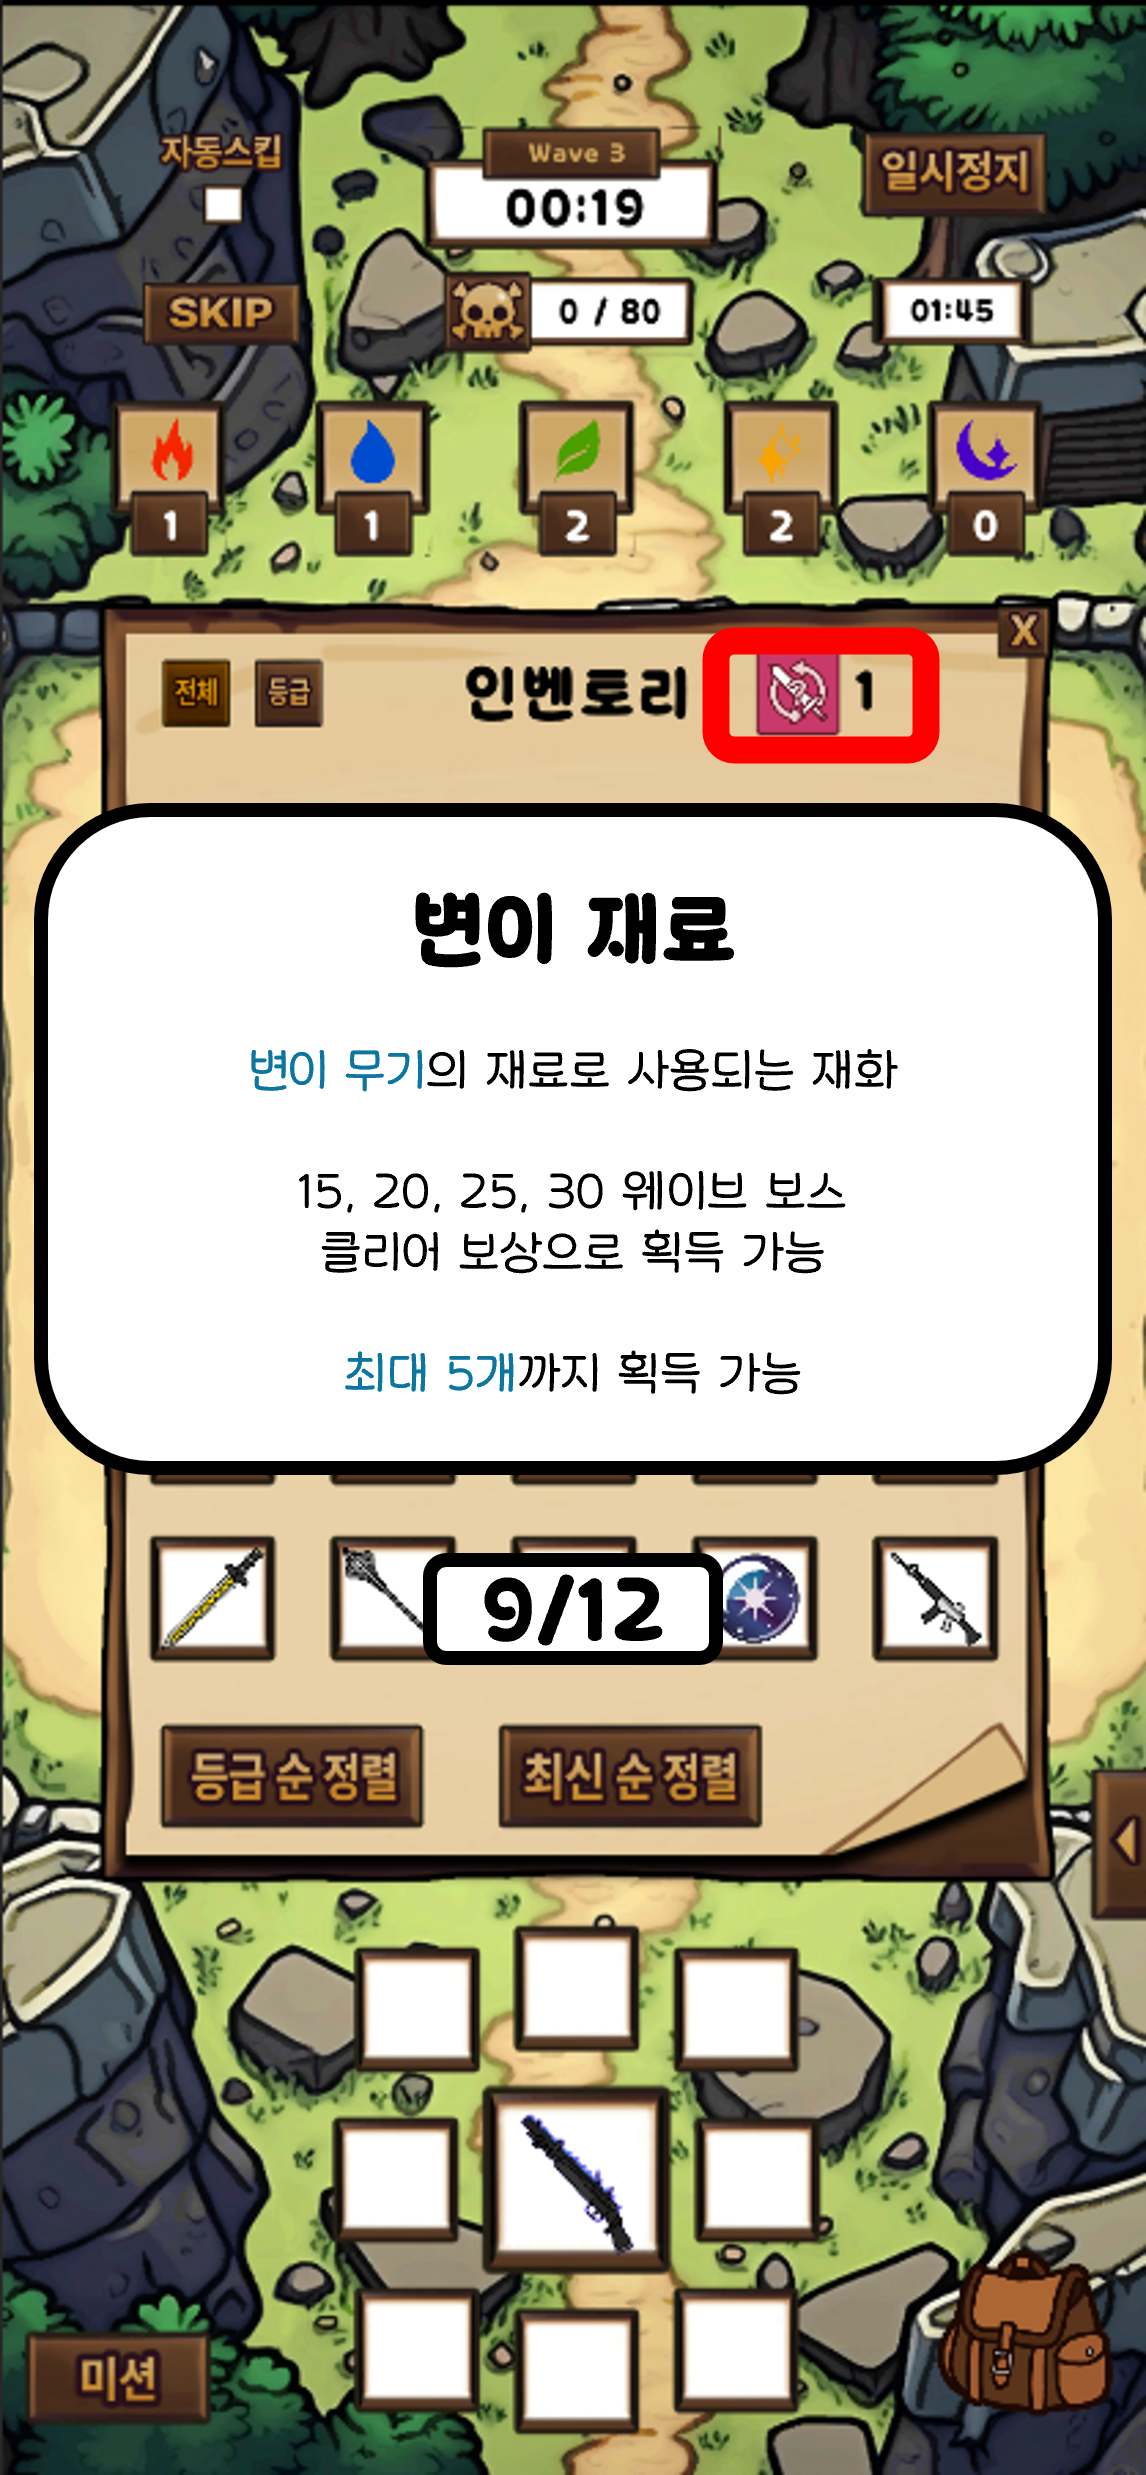 자동스킵
Wave 3
00:19
일시정지
SKIP
0 / 80
01:45
1
1
2
2
0
X
전체
등급
인벤토리
1
변이 재료
변이 무기의 재료로 사용되는 재화
15, 20, 25, 30 웨이브 보스
클리어 보상으로 획득 가능
최대 5개까지 획득 가능
9/12
등급 순 정렬
최신 순 정렬
미션